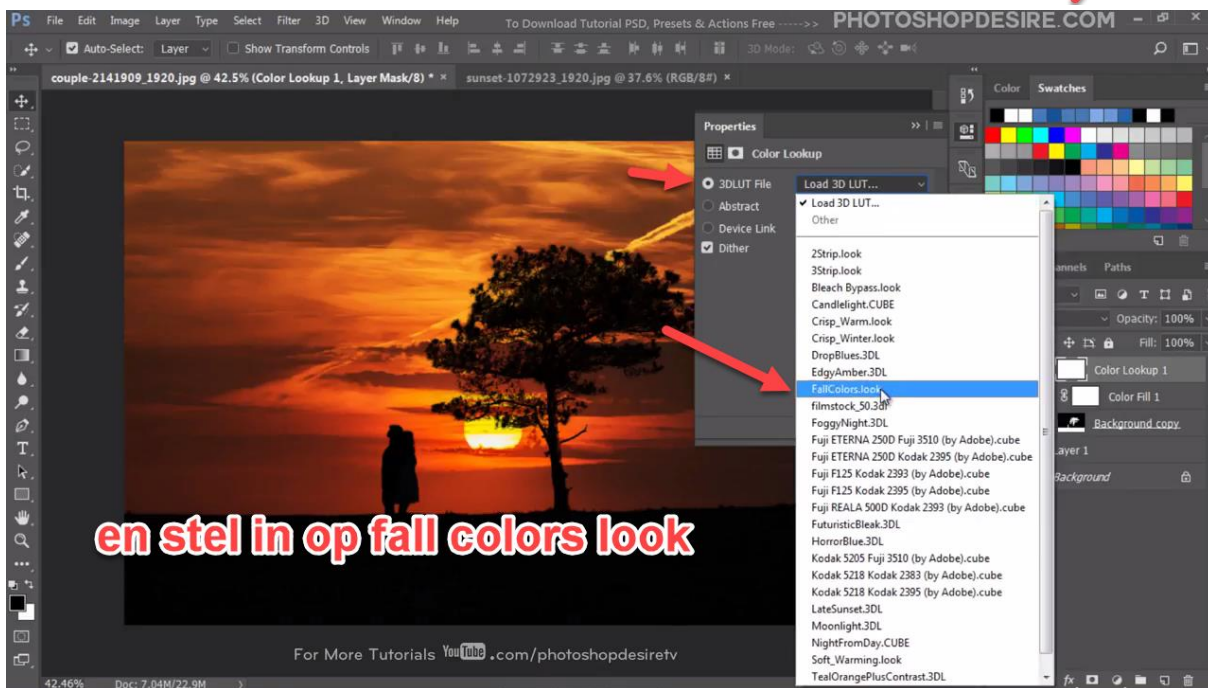 Ps File Edit Image Layer Type Select Filter 3D View Window Help To Download Tutorial PSD, Presets & Actions Free ----->> PHOTOSHOPDESIRE.COM
Auto-Select: Layer Show Transform Controls 3D Mode:
couple-2141909_1920.jpg @ 42.5% (Color Lookup 1, Layer Mask/8) * × sunset-1072923_1920.jpg @ 37.6% (RGB/8#) ×
Color Swatches
Properties
Color Lookup
3DLUT File Load 3D LUT...
Abstract
Device Link
Dither
Load 3D LUT...
Other
2Strip.look
3Strip.look
Bleach Bypass.look
Candlelight.CUBE
Crisp_Warm.look
Crisp_Winter.look
DropBlues.3DL
EdgyAmber.3DL
FallColors.look
filmstock_50.3dl
FoggyNight.3DL
Fuji ETERNA 250D Fuji 3510 (by Adobe).cube
Fuji ETERNA 250D Kodak 2395 (by Adobe).cube
Fuji F125 Kodak 2393 (by Adobe).cube
Fuji F125 Kodak 2395 (by Adobe).cube
Fuji REALA 500D Kodak 2393 (by Adobe).cube
FuturisticBleak.3DL
HorrorBlue.3DL
Kodak 5205 Fuji 3510 (by Adobe).cube
Kodak 5218 Kodak 2383 (by Adobe).cube
Kodak 5218 Kodak 2395 (by Adobe).cube
LateSunset.3DL
Moonlight.3DL
NightFromDay.CUBE
Soft_Warming.look
TealOrangePlusContrast.3DL
annels Paths
Opacity: 100%
Fill: 100%
Color Lookup 1
Color Fill 1
Background copy
Layer 1
Background
en stel in op fall colors look
For More Tutorials YouTube .com/photoshopdesiretv
42.46% Doc: 7.04M/22.9M